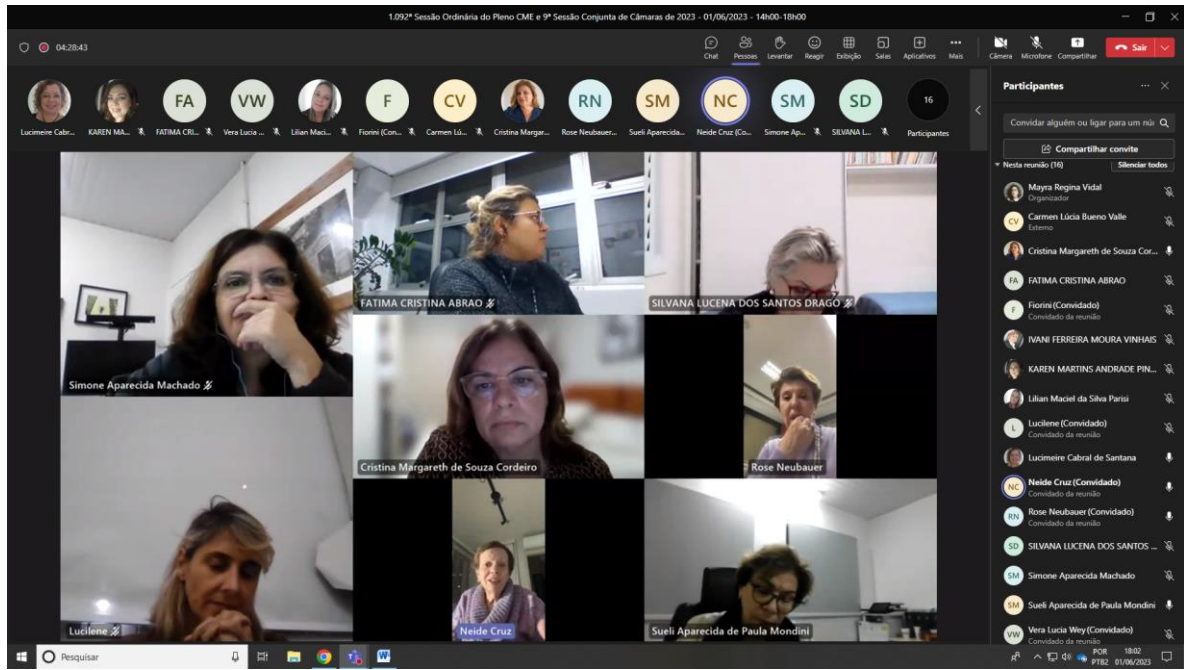 1.092ª Sessão Ordinária do Pleno CME e 9ª Sessão Conjunta de Câmaras de 2023 - 01/06/2023 - 14h00-18h00
04:28:43
Chat Pessoas Levantar Reagir Exibição Salas Aplicativos Mais Câmera Microfone Compartilhar Sair
FA VW F CV RN SM NC SM SD 16
Lucimeire Cabr... KAREN MA... FATIMA CRI... Vera Lucia ... Lilian Maci... Fiorini (Con... Carmen Lú... Cristina Margar... Rose Neubauer... Sueli Aparecida... Neide Cruz (Co... Simone Ap... SILVANA L... Participantes
FATIMA CRISTINA ABRAO
SILVANA LUCENA DOS SANTOS DRAGO
Simone Aparecida Machado
Cristina Margareth de Souza Cordeiro
Rose Neubauer
Lucilene
Neide Cruz
Sueli Aparecida de Paula Mondini
Participantes
Convidar alguém ou ligar para um nú
Compartilhar convite
Nesta reunião (16) Silenciar todos
Mayra Regina Vidal
Organizador
CV Carmen Lúcia Bueno Valle
Externo
Cristina Margareth de Souza Cor...
FA FATIMA CRISTINA ABRAO
F Fiorini (Convidado)
Convidado da reunião
IVANI FERREIRA MOURA VINHAIS
KAREN MARTINS ANDRADE PIN...
Lilian Maciel da Silva Parisi
L Lucilene (Convidado)
Convidado da reunião
Lucimeire Cabral de Santana
NC Neide Cruz (Convidado)
Convidado da reunião
RN Rose Neubauer (Convidado)
Convidado da reunião
SD SILVANA LUCENA DOS SANTOS ...
SM Simone Aparecida Machado
SM Sueli Aparecida de Paula Mondini
VW Vera Lucia Wey (Convidado)
Convidado da reunião
Pesquisar
POR 18:02
PTB2 01/06/2023